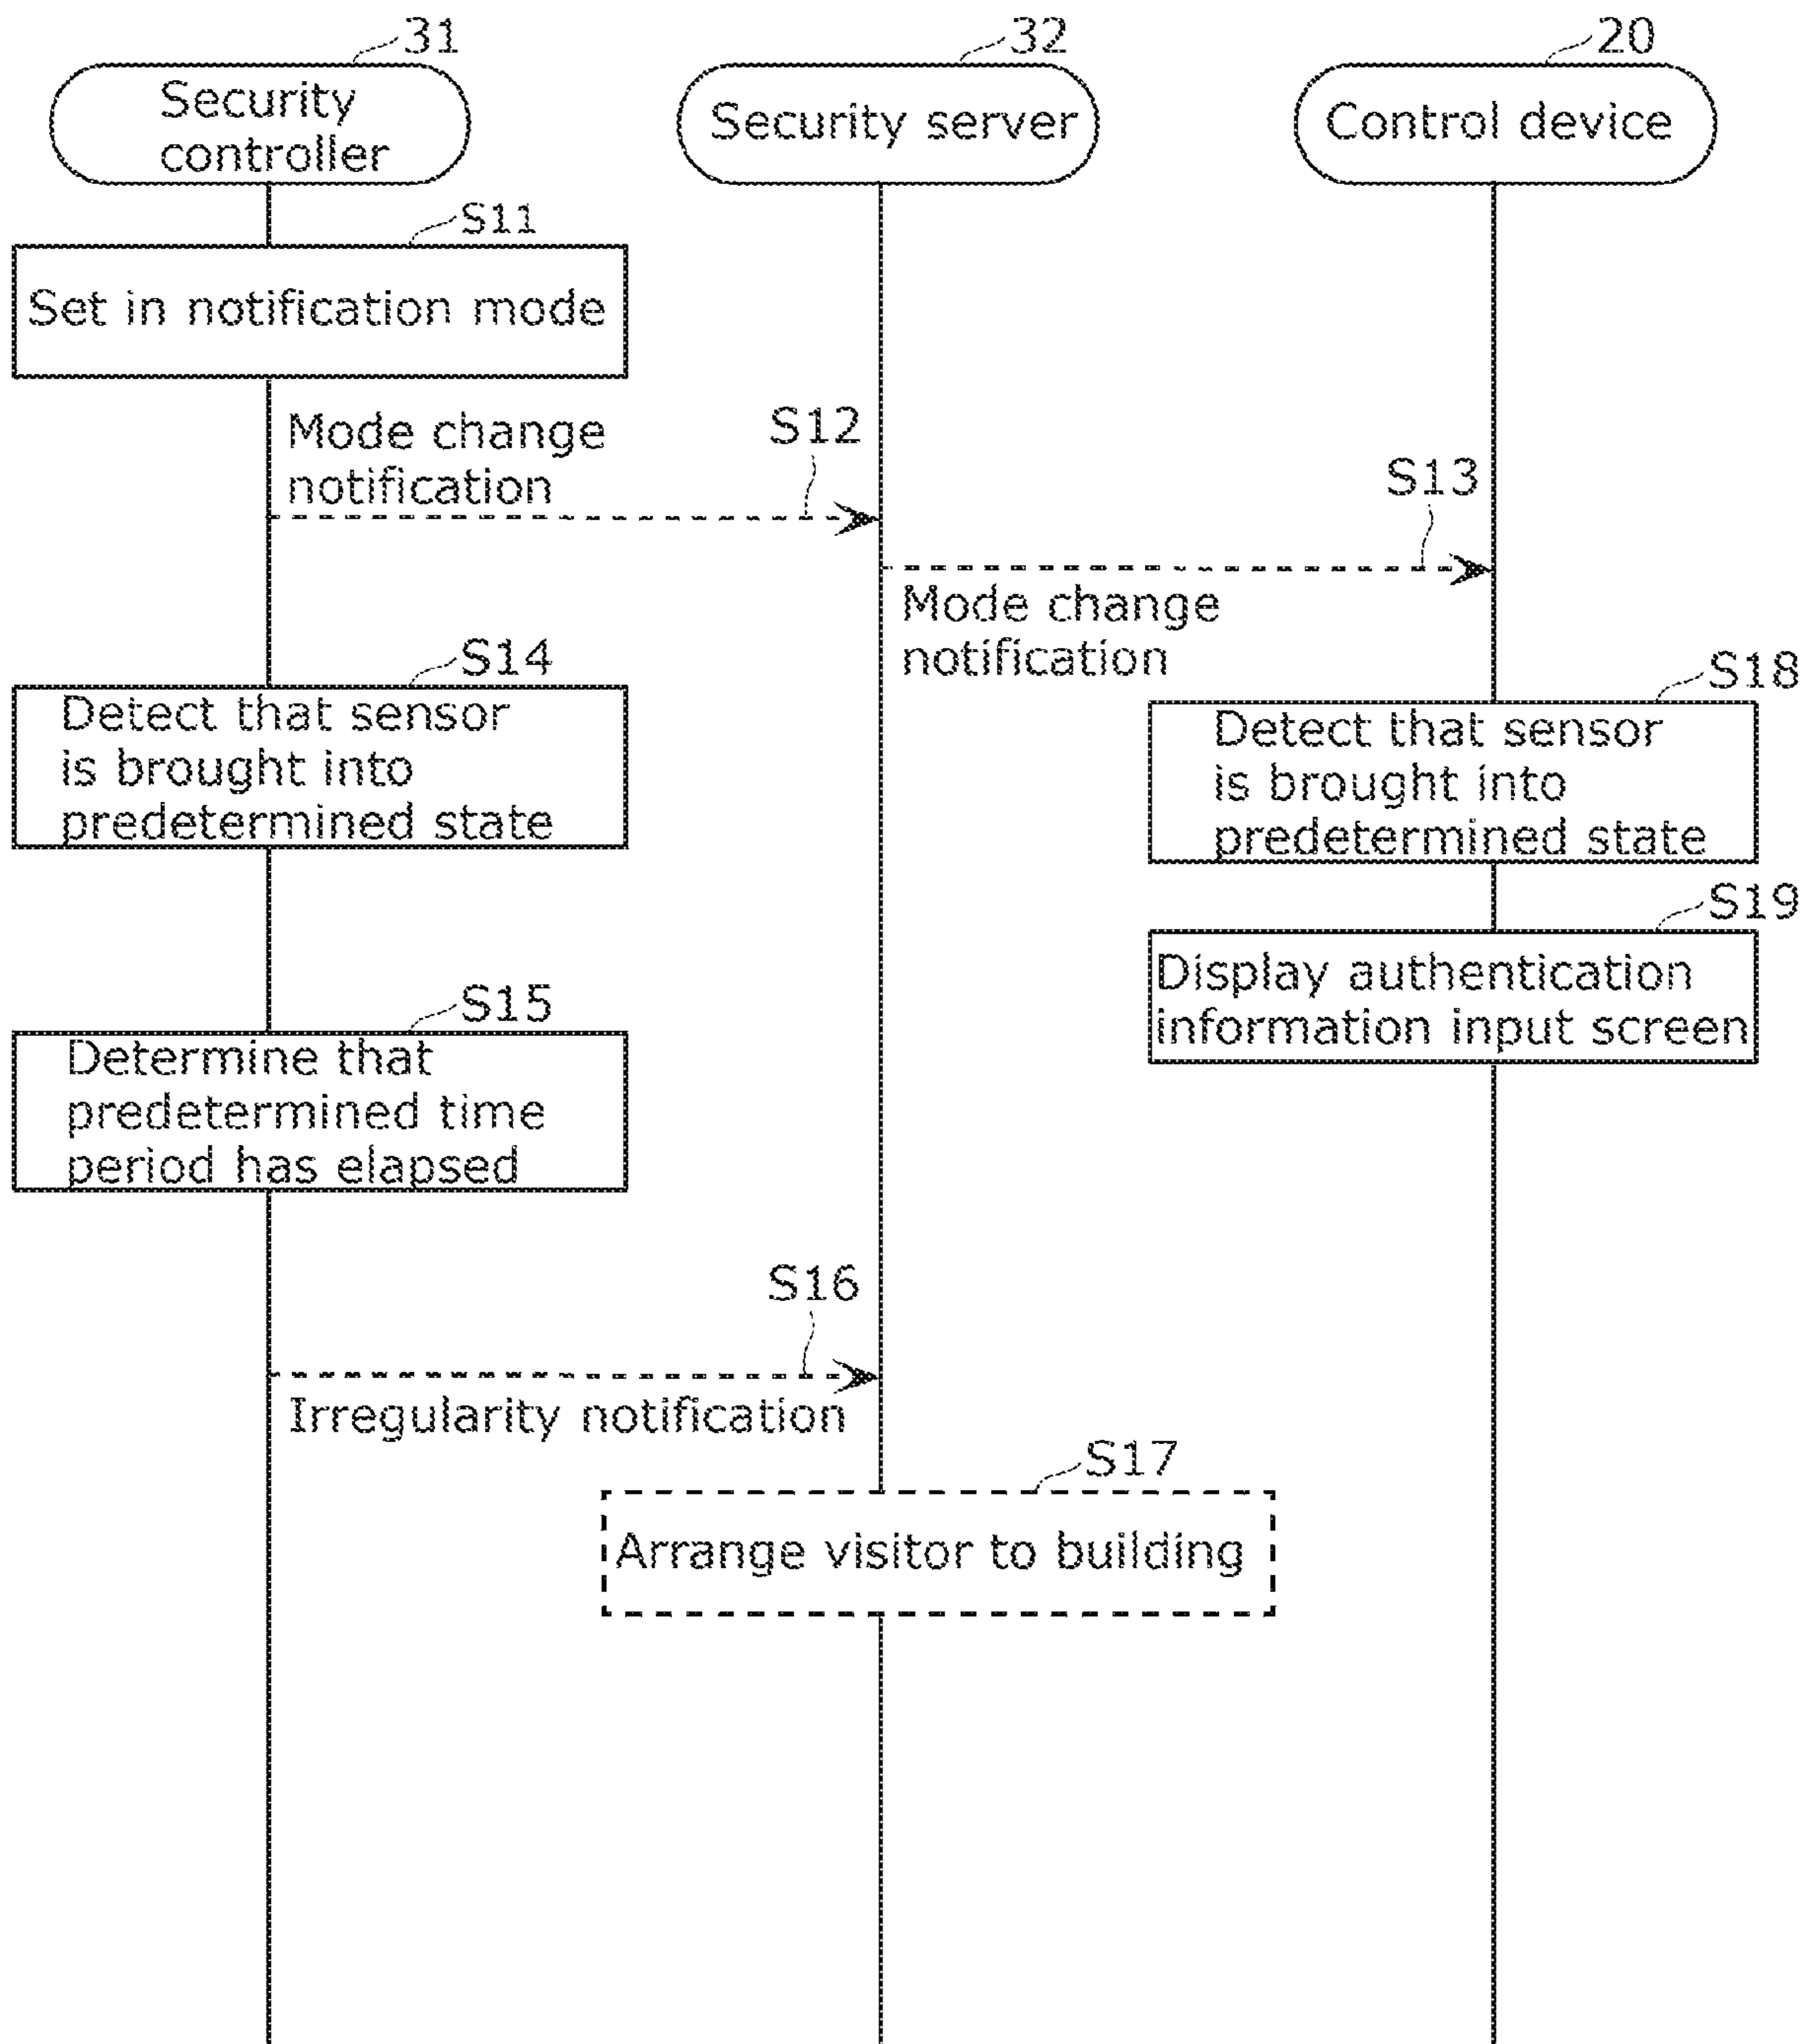 31
32
20
Security
controller
Security server
Control device
S11
Set in notification mode
Mode change
notification
S12
S13
Mode change
notification
S14
Detect that sensor
is brought into
predetermined state
S18
Detect that sensor
is brought into
predetermined state
S19
Display authentication
information input screen
S15
Determine that
predetermined time
period has elapsed
S16
Irregularity notification
S17
Arrange visitor to building